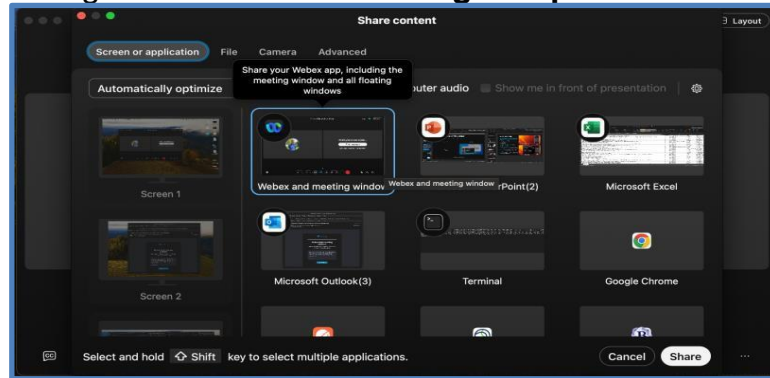 Share content
Layout
Screen or application File Camera Advanced
Share your Webex app, including the
meeting window and all floating
windows
Automatically optimize
uter audio Show me in front of presentation
Webex and meeting window
Webex and meeting window
rPoint(2)
Microsoft Excel
Screen 1
Microsoft Outlook(3)
Terminal
Google Chrome
Screen 2
Select and hold Shift key to select multiple applications.
Cancel
Share